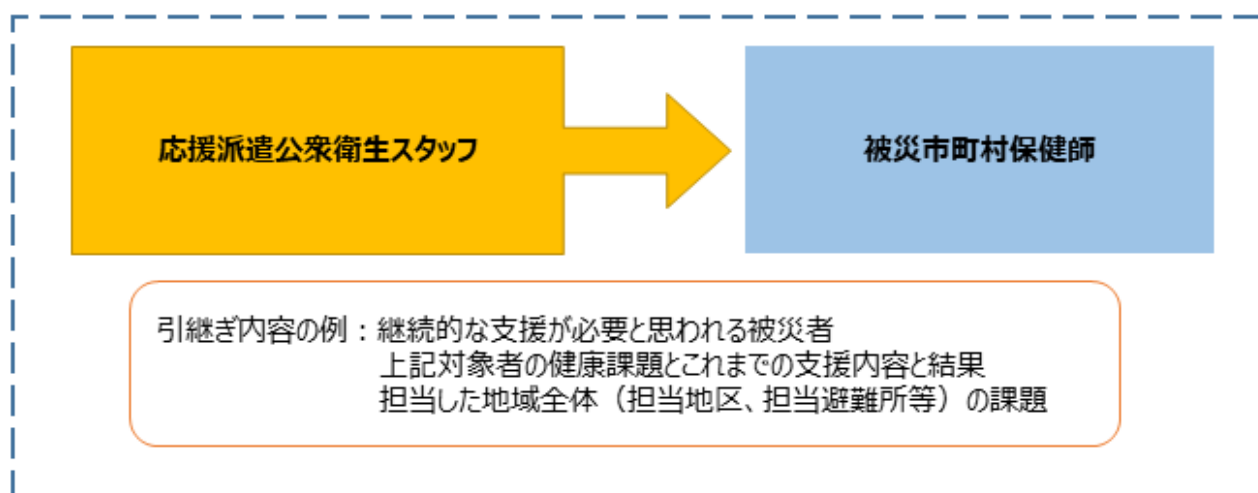 応援派遣公衆衛生スタッフ
被災市町村保健師
引継ぎ内容の例：継続的な支援が必要と思われる被災者
上記対象者の健康課題とこれまでの支援内容と結果
担当した地域全体（担当地区、担当避難所等）の課題